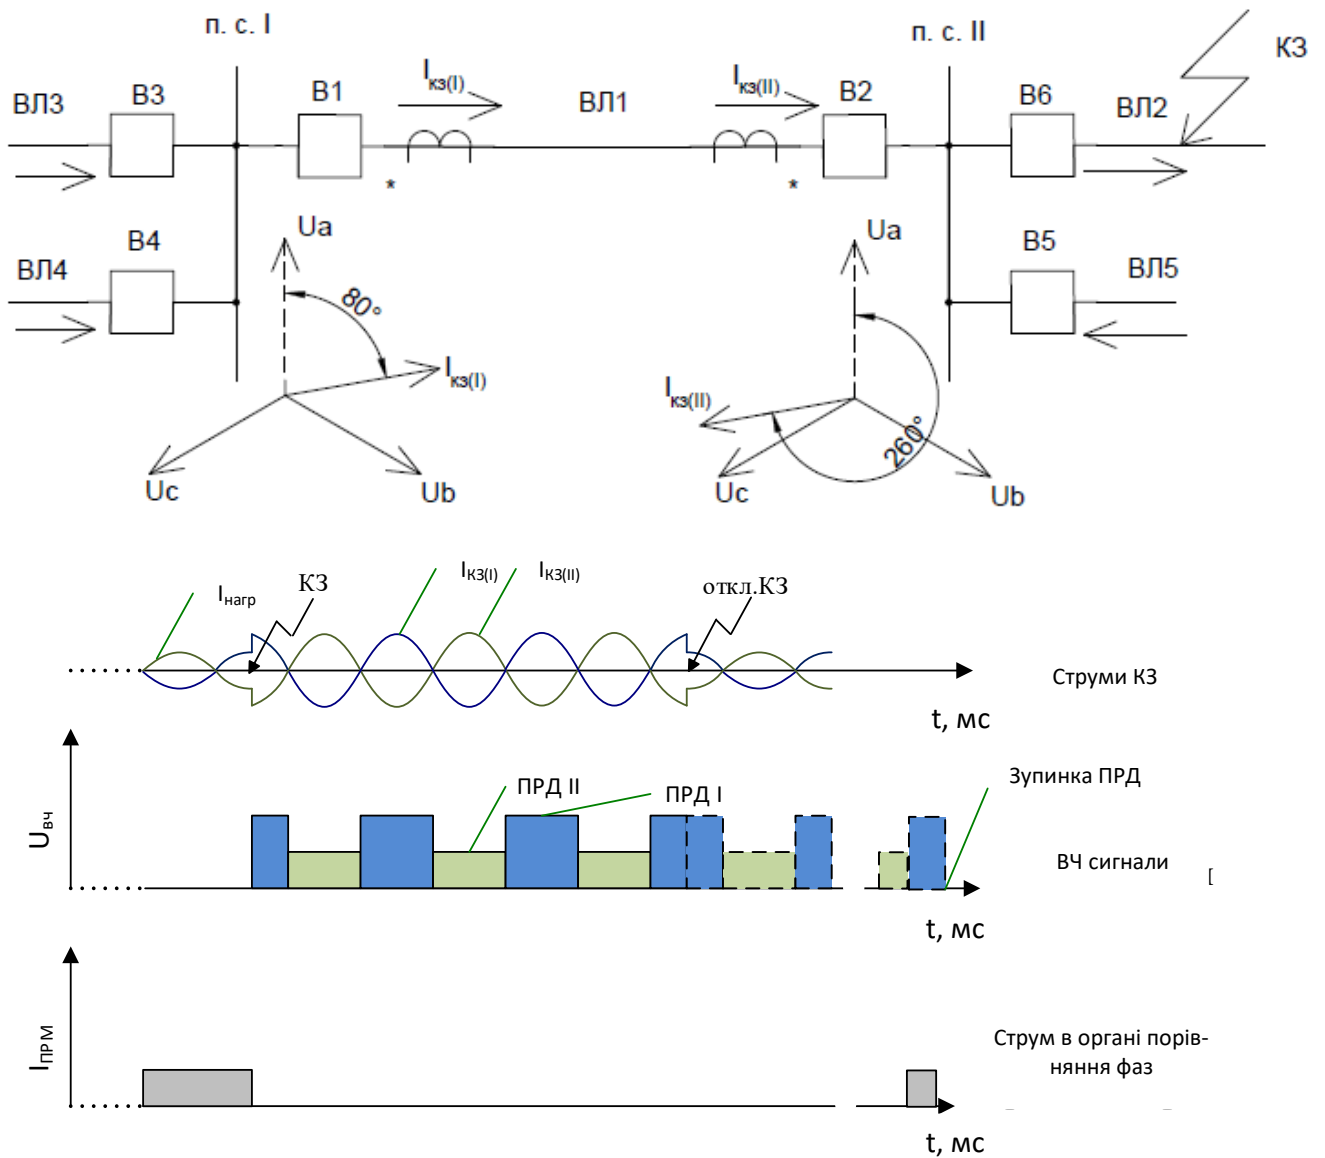 п. с. I
п. с. II
КЗ
ВЛ3
В3
В1
Iкз(I)
ВЛ1
Iкз(II)
В2
В6
ВЛ2
*
*
ВЛ4
В4
Ua
80°
Iкз(I)
Uc
Ub
Ua
В5
ВЛ5
Iкз(II)
260°
Uc
Ub
Iнагр
КЗ
IКЗ(I)
IКЗ(II)
откл.КЗ
Струми КЗ
t, мс
Uвч
ПРД II
ПРД I
Зупинка ПРД
ВЧ сигнали
[
t, мс
IПРМ
Струм в органі порів-
няння фаз
t, мс